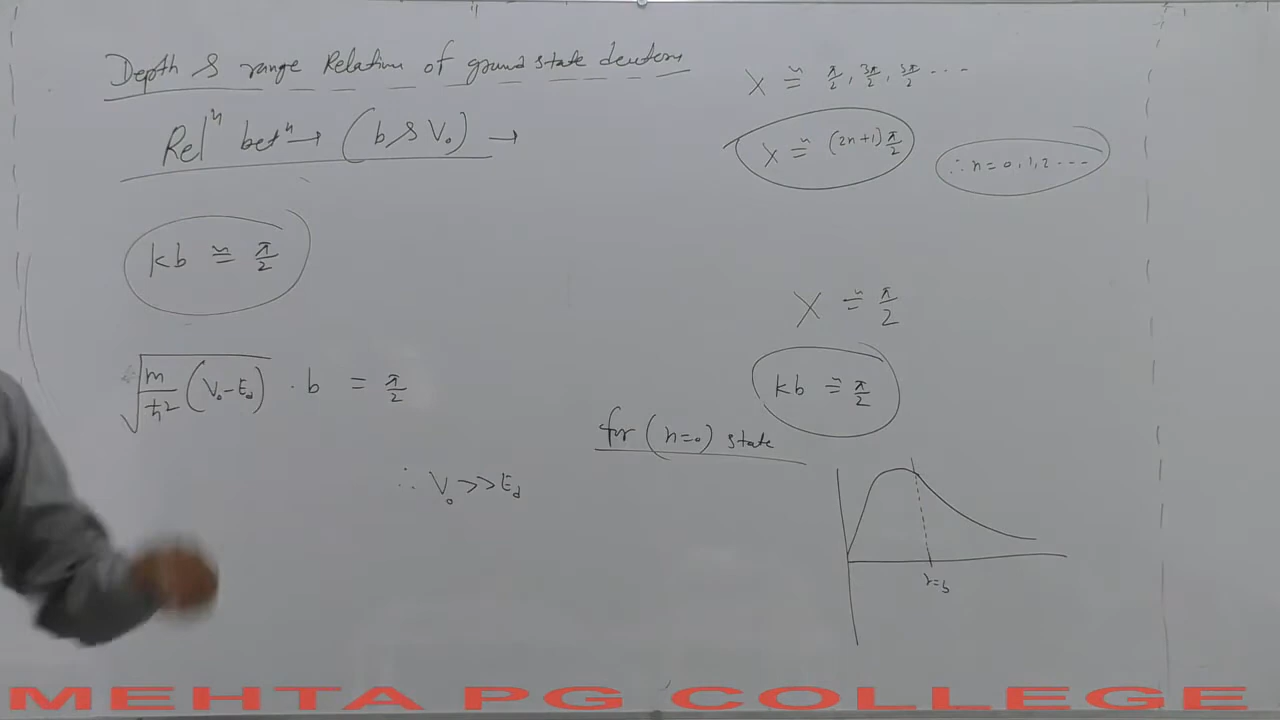 Depth & range Relation of ground state deuteron
Relⁿ betⁿ → (b & V₀) →
kb ≅ π/2
√(m/ħ² (V₀-E_d)) · b = π/2
∴ V₀ >> E_d
X ≅ π/2, 3π/2, 5π/2 ...
X ≅ (2n+1) π/2
∴ n = 0, 1, 2 ...
X ≅ π/2
kb ≅ π/2
for (n=0) state
r=b
MEHTA PG COLLEGE